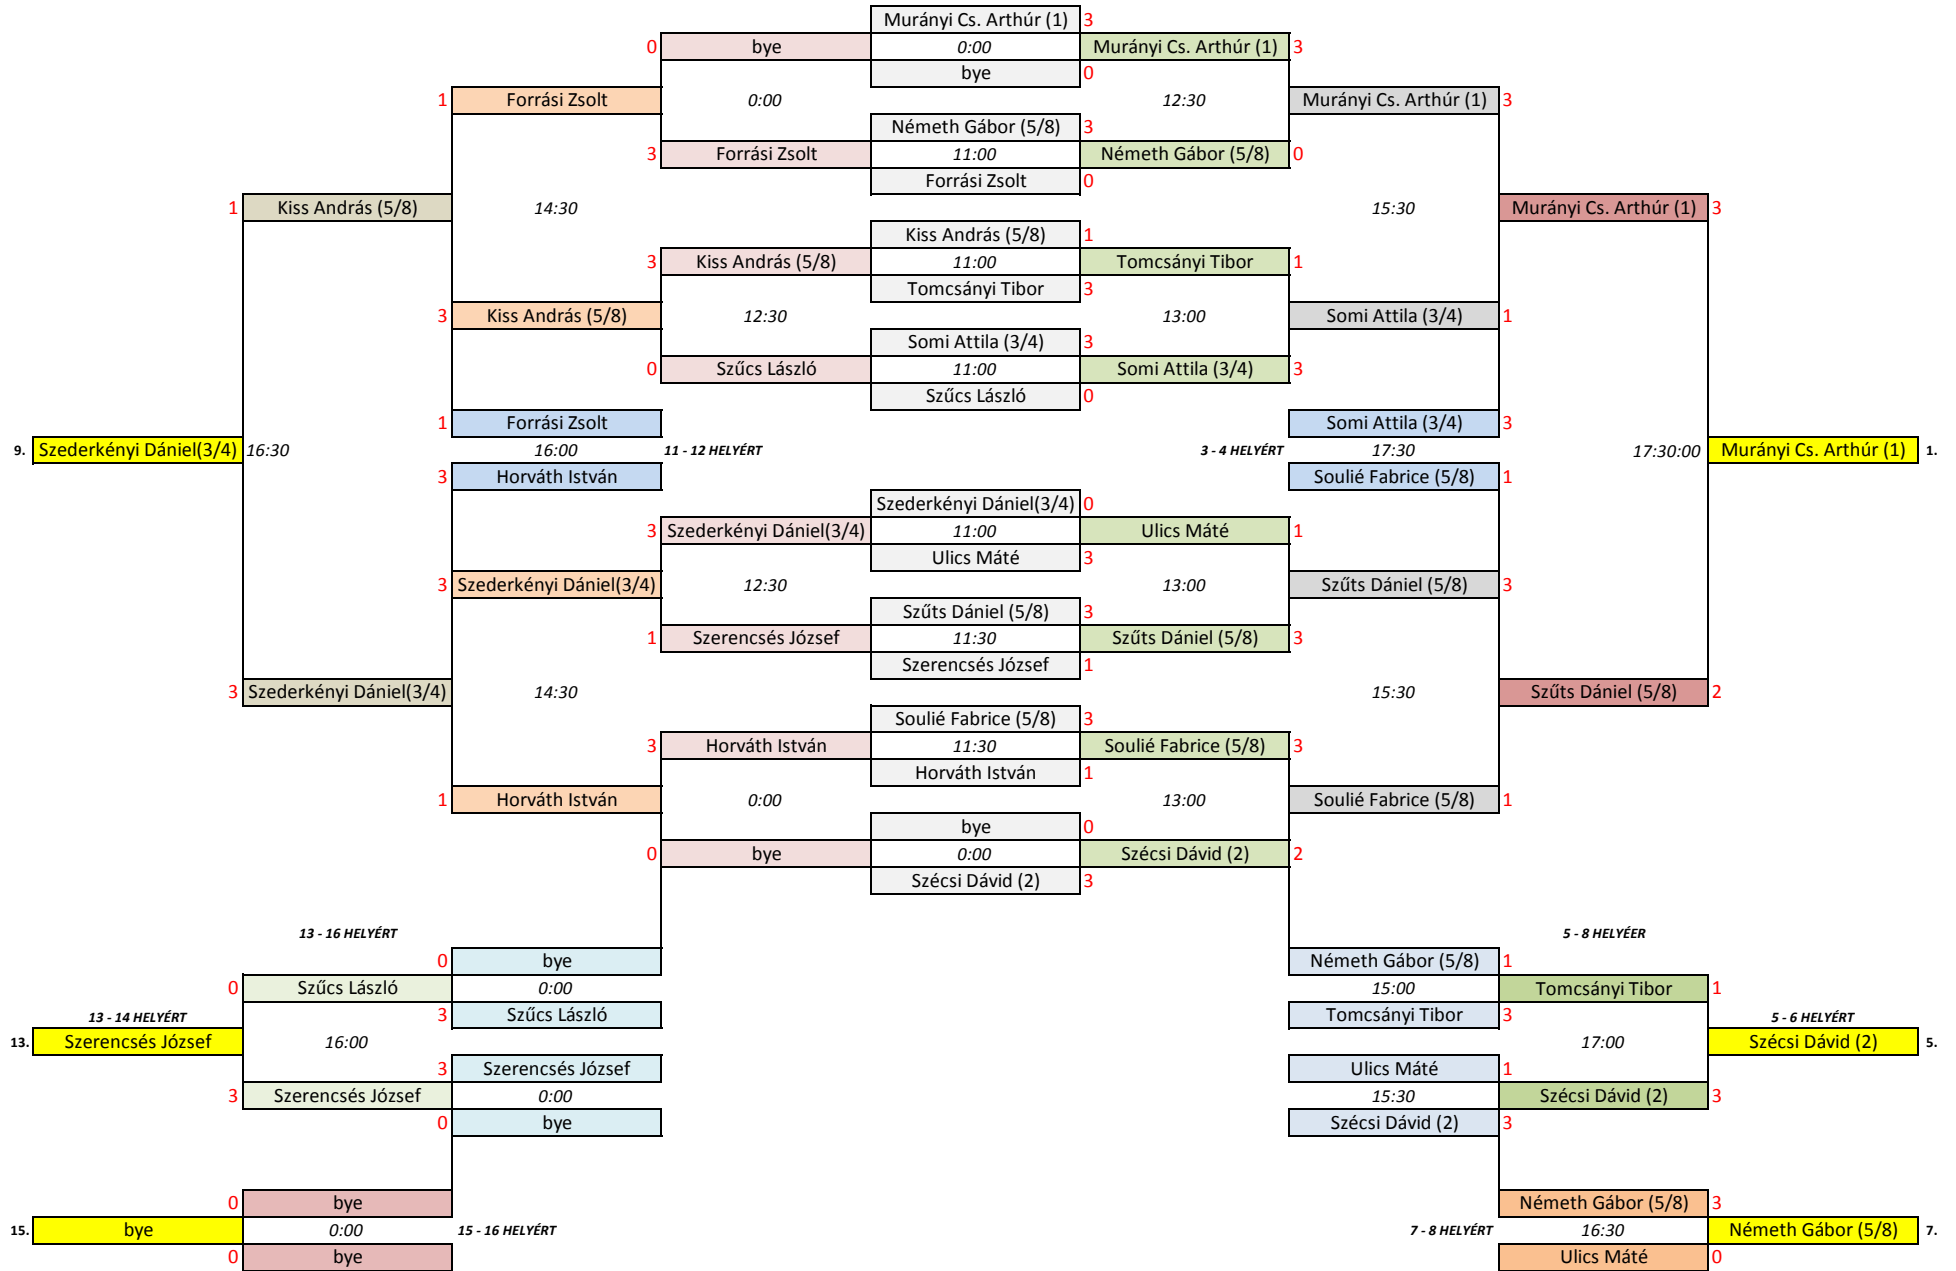 Murányi Cs. Arthúr (1) 3
0 bye 0:00 Murányi Cs. Arthúr (1) 3
bye 0
1 Forrási Zsolt 0:00 12:30 Murányi Cs. Arthúr (1) 3
Németh Gábor (5/8) 3
3 Forrási Zsolt 11:00 Németh Gábor (5/8) 0
Forrási Zsolt 0
1 Kiss András (5/8) 14:30 15:30 Murányi Cs. Arthúr (1) 3
Kiss András (5/8) 1
3 Kiss András (5/8) 11:00 Tomcsányi Tibor 1
Tomcsányi Tibor 3
3 Kiss András (5/8) 12:30 13:00 Somi Attila (3/4) 1
Somi Attila (3/4) 3
0 Szűcs László 11:00 Somi Attila (3/4) 3
Szűcs László 0
1 Forrási Zsolt Somi Attila (3/4) 3
9. Szederkényi Dániel(3/4) 16:30 16:00 11 - 12 HELYÉRT 3 - 4 HELYÉRT 17:30 17:30:00 Murányi Cs. Arthúr (1) 1.
3 Horváth István Soulié Fabrice (5/8) 1
Szederkényi Dániel(3/4) 0
3 Szederkényi Dániel(3/4) 11:00 Ulics Máté 1
Ulics Máté 3
3 Szederkényi Dániel(3/4) 12:30 13:00 Szűts Dániel (5/8) 3
Szűts Dániel (5/8) 3
1 Szerencsés József 11:30 Szűts Dániel (5/8) 3
Szerencsés József 1
3 Szederkényi Dániel(3/4) 14:30 15:30 Szűts Dániel (5/8) 2
Soulié Fabrice (5/8) 3
3 Horváth István 11:30 Soulié Fabrice (5/8) 3
Horváth István 1
1 Horváth István 0:00 13:00 Soulié Fabrice (5/8) 1
bye 0
0 bye 0:00 Szécsi Dávid (2) 2
Szécsi Dávid (2) 3
13 - 16 HELYÉRT 5 - 8 HELYÉER
0 bye Németh Gábor (5/8) 1
0 Szűcs László 0:00 15:00 Tomcsányi Tibor 1
13 - 14 HELYÉRT 3 Szűcs László Tomcsányi Tibor 3 5 - 6 HELYÉRT
13. Szerencsés József 16:00 17:00 Szécsi Dávid (2) 5.
3 Szerencsés József Ulics Máté 1
3 Szerencsés József 0:00 15:30 Szécsi Dávid (2) 3
0 bye Szécsi Dávid (2) 3
0 bye Németh Gábor (5/8) 3
15. bye 0:00 15 - 16 HELYÉRT 7 - 8 HELYÉRT 16:30 Németh Gábor (5/8) 7.
0 bye Ulics Máté 0